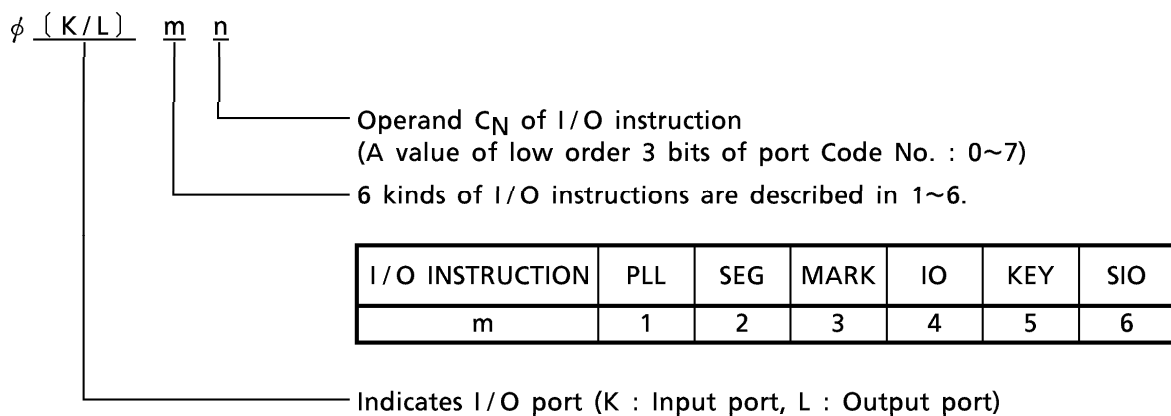 ϕ〔K/L〕 m n
Operand CN of I/O instruction
(A value of low order 3 bits of port Code No. : 0~7)
6 kinds of I/O instructions are described in 1~6.
I/O INSTRUCTION PLL SEG MARK IO KEY SIO
m 1 2 3 4 5 6
Indicates I/O port (K : Input port, L : Output port)